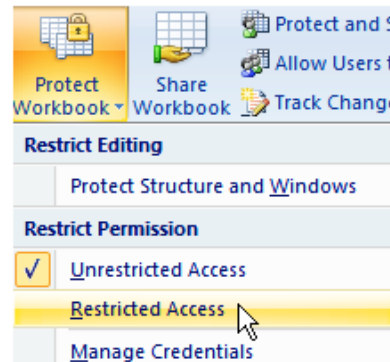 Protect Workbook
Share Workbook
Protect and
Allow Users
Track
Restrict Editing
Protect Structure and Windows
Restrict Permission
Unrestricted Access
Restricted Access
Manage Credentials